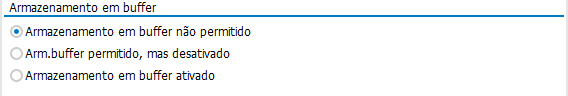 Armazenamento em buffer
Armazenamento em buffer não permitido
Arm.buffer permitido, mas desativado
Armazenamento em buffer ativado